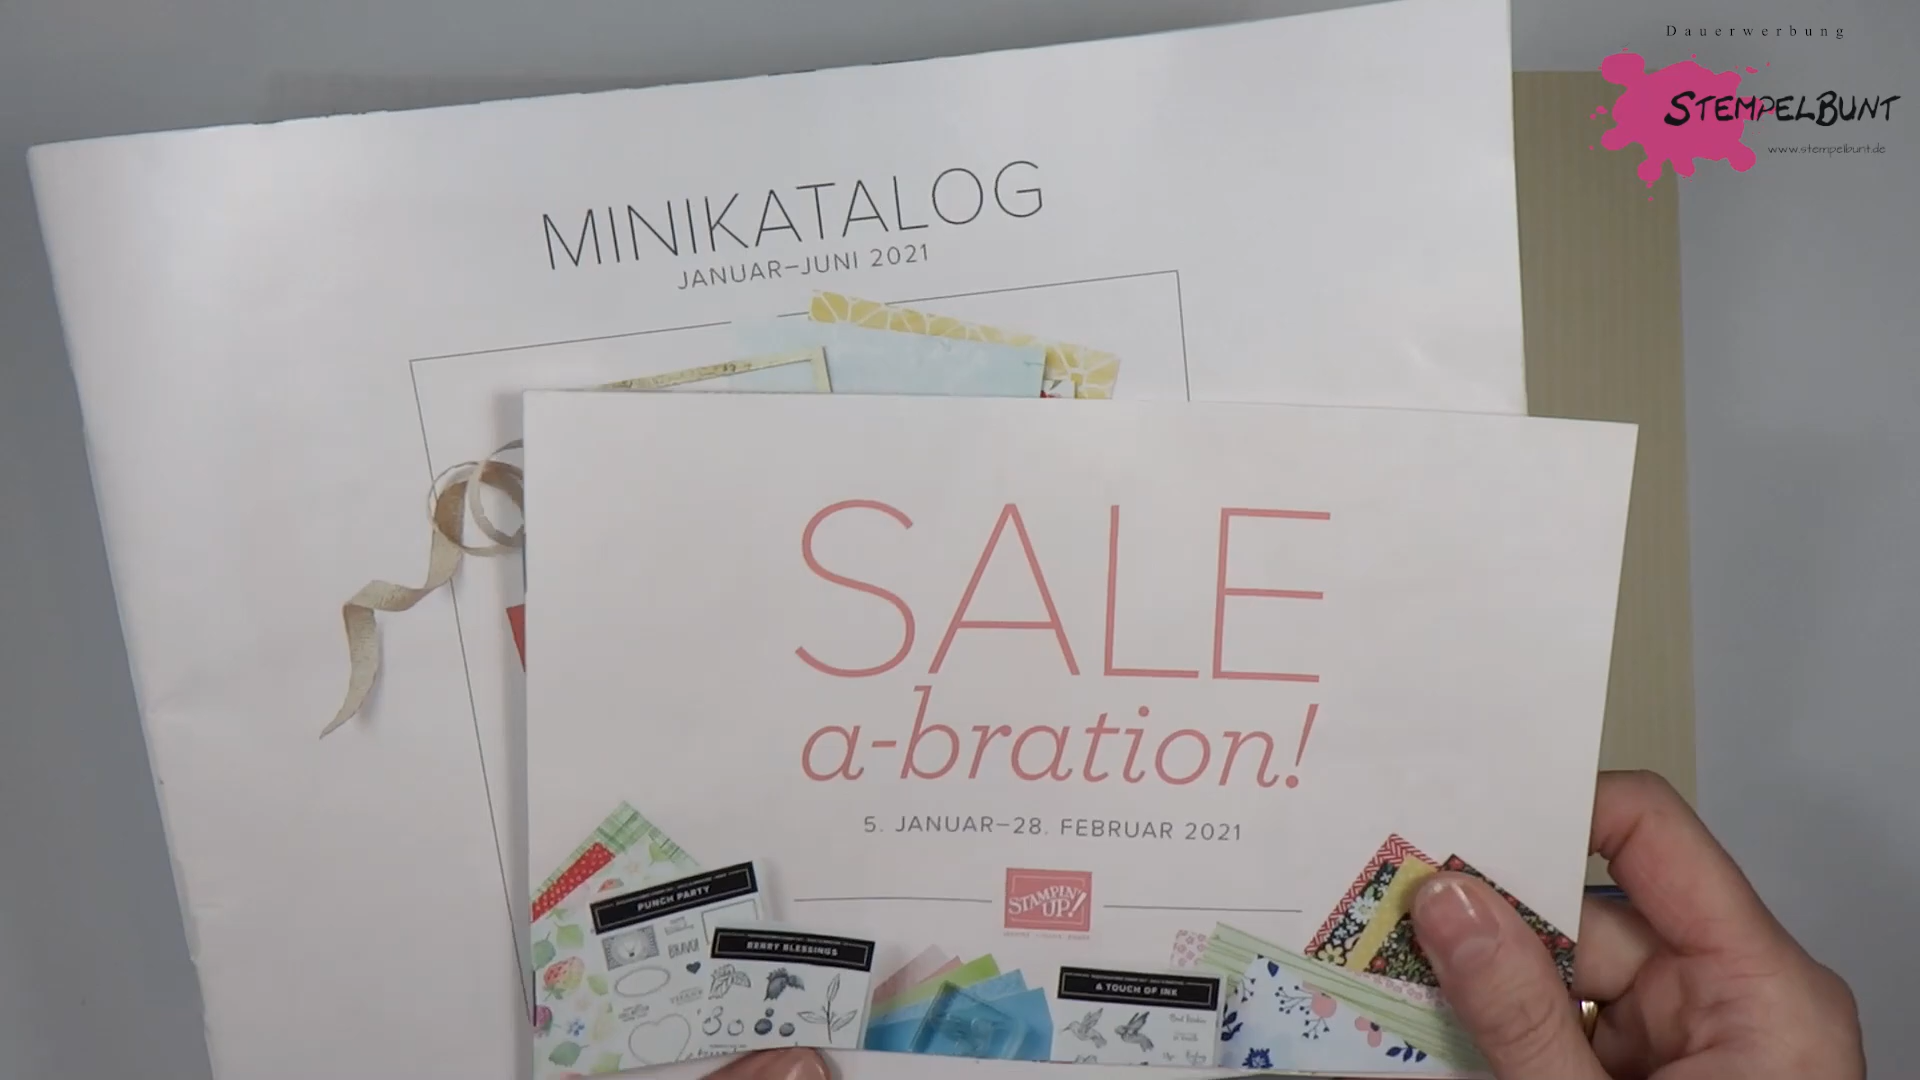 Dauerwerbung
STEMPELBUNT
www.stempelbunt.de
MINIKATALOG
JANUAR–JUNI 2021
SALE
a-bration!
5. JANUAR–28. FEBRUAR 2021
STAMPIN' UP!
PUNCH PARTY
BRAVO!
BERRY BLESSINGS
A TOUCH OF INK